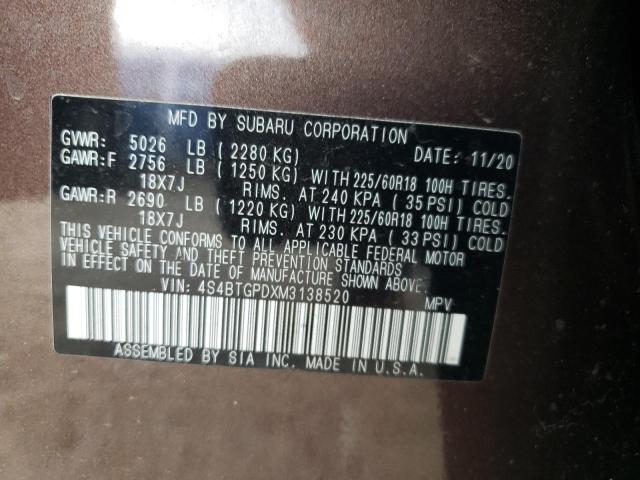 MFD BY SUBARU CORPORATION
GVWR: 5026 LB ( 2280 KG) DATE: 11/20
GAWR:F 2756 LB ( 1250 KG) WITH 225/60R18 100H TIRES,
18X7J RIMS, AT 240 KPA ( 35 PSI) COLD
GAWR:R 2690 LB ( 1220 KG) WITH 225/60R18 100H TIRES,
18X7J RIMS, AT 230 KPA ( 33 PSI) COLD
THIS VEHICLE CONFORMS TO ALL APPLICABLE FEDERAL MOTOR
VEHICLE SAFETY AND THEFT PREVENTION STANDARDS
IN EFFECT ON THE DATE OF MANUFACTURE SHOWN ABOVE.
VIN: 4S4BTGPDXM3138520 MPV
ASSEMBLED BY SIA INC. MADE IN U.S.A.